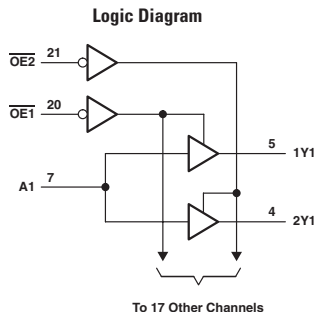 Logic Diagram
OE2 21
OE1 20
5 1Y1
A1 7
4 2Y1
To 17 Other Channels